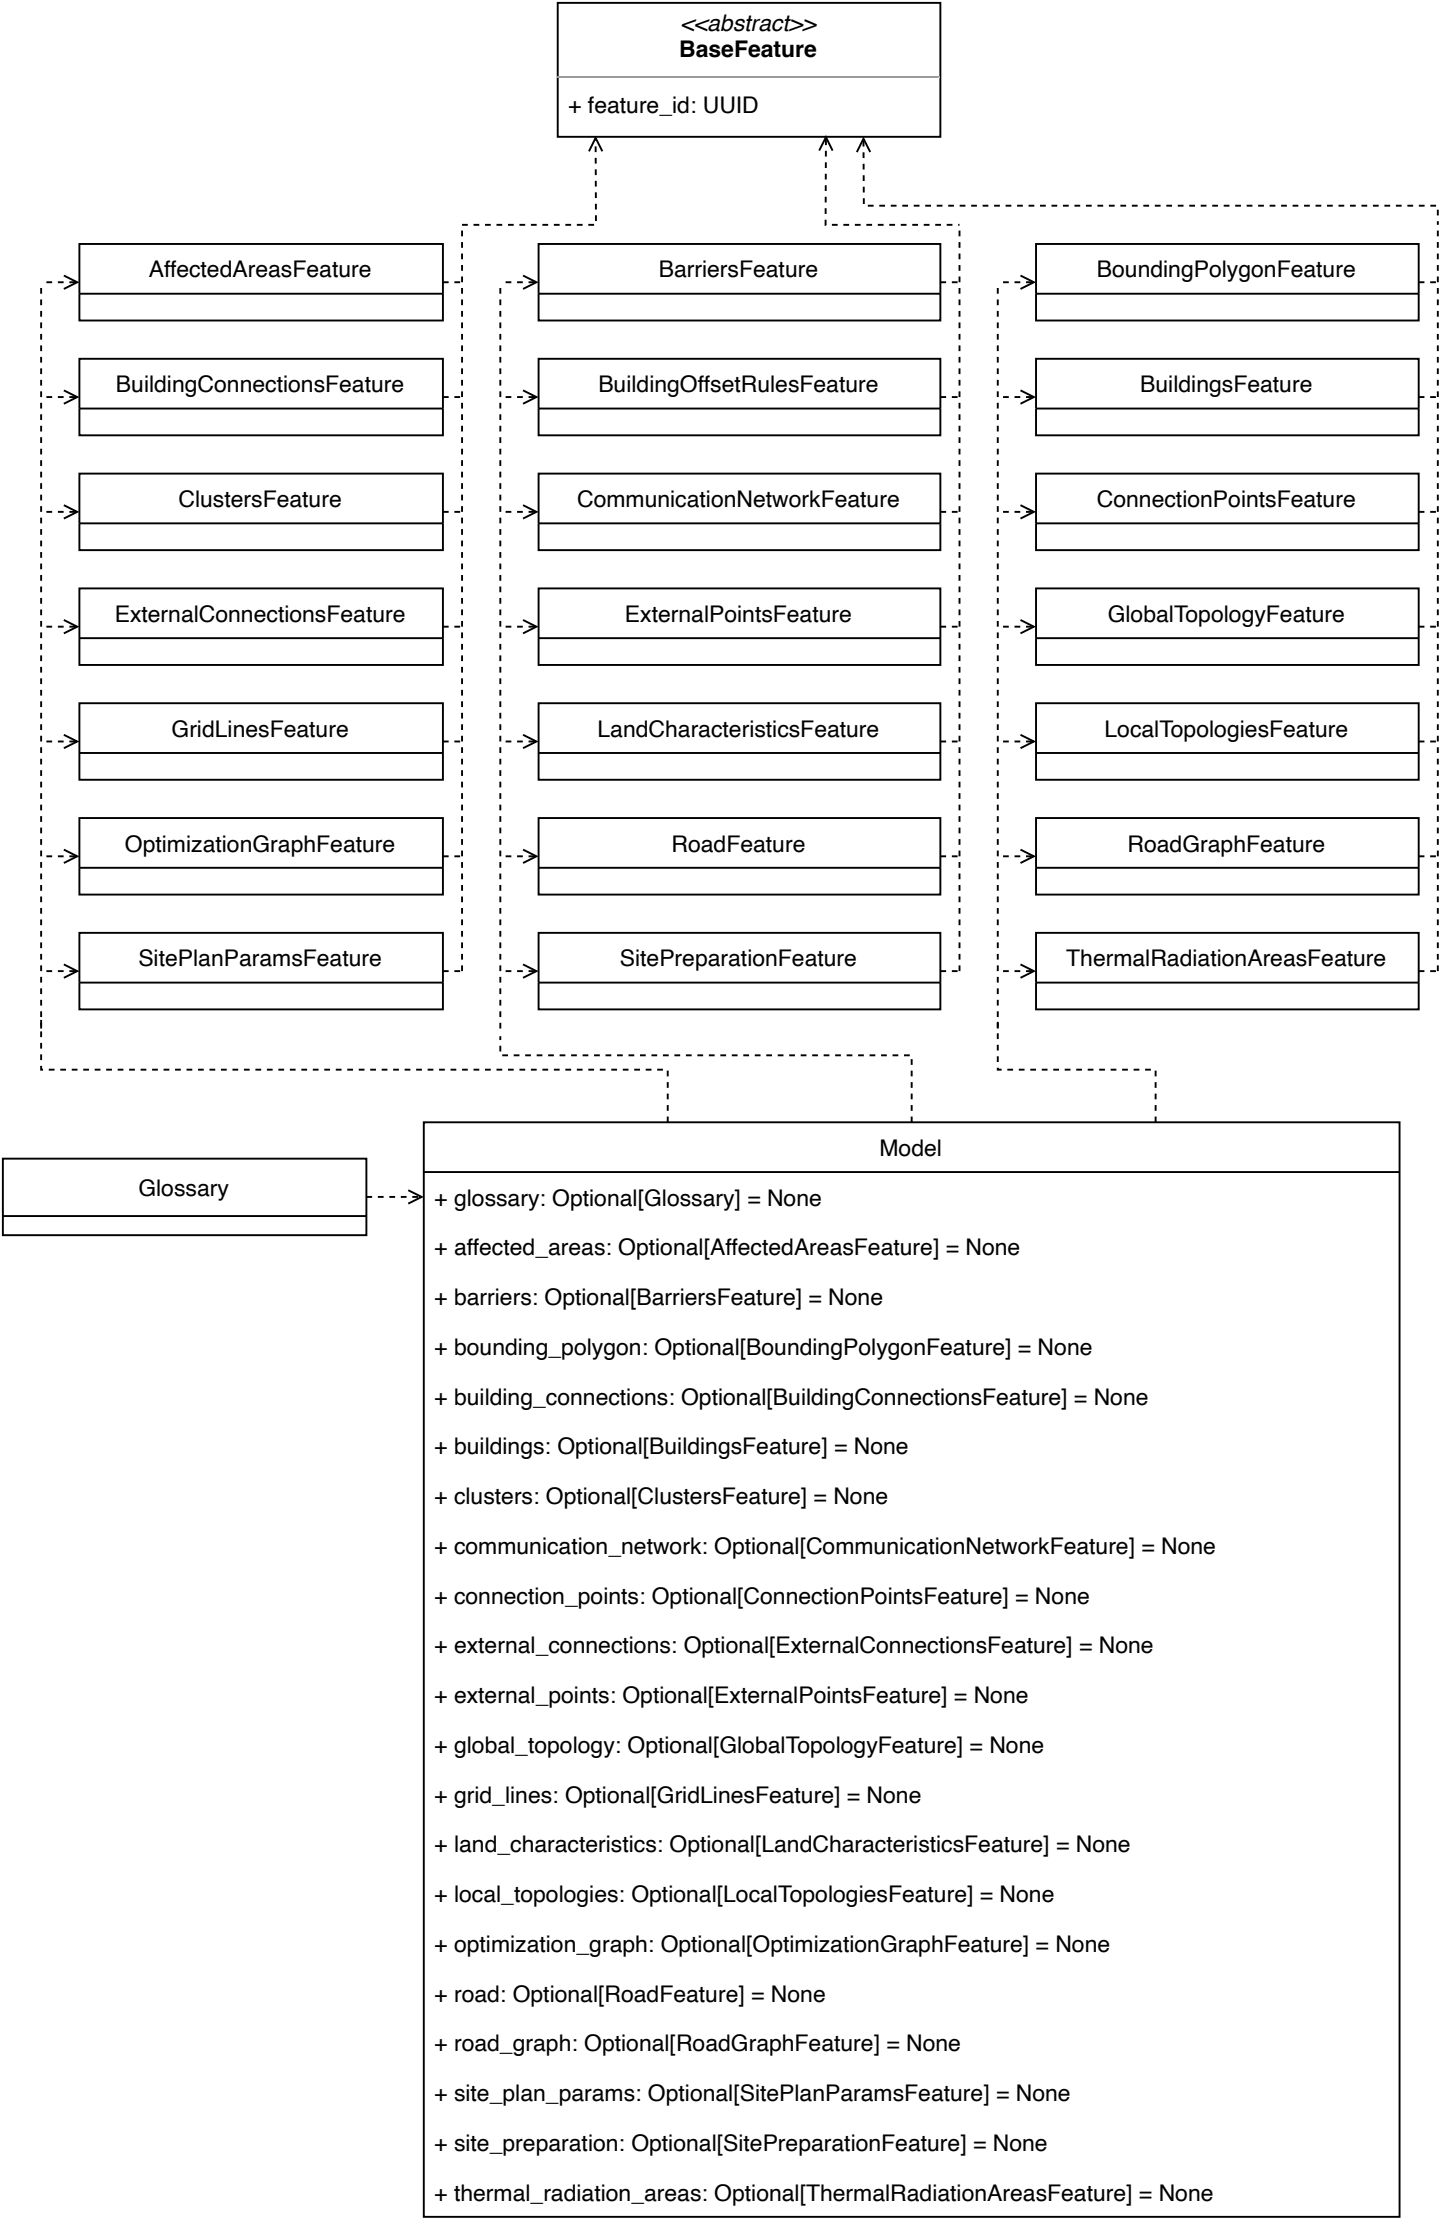 <<abstract>>
BaseFeature
+ feature_id: UUID
AffectedAreasFeature
BarriersFeature
BoundingPolygonFeature
BuildingConnectionsFeature
BuildingOffsetRulesFeature
BuildingsFeature
ClustersFeature
CommunicationNetworkFeature
ConnectionPointsFeature
ExternalConnectionsFeature
ExternalPointsFeature
GlobalTopologyFeature
GridLinesFeature
LandCharacteristicsFeature
LocalTopologiesFeature
OptimizationGraphFeature
RoadFeature
RoadGraphFeature
SitePlanParamsFeature
SitePreparationFeature
ThermalRadiationAreasFeature
Glossary
Model
+ glossary: Optional[Glossary] = None
+ affected_areas: Optional[AffectedAreasFeature] = None
+ barriers: Optional[BarriersFeature] = None
+ bounding_polygon: Optional[BoundingPolygonFeature] = None
+ building_connections: Optional[BuildingConnectionsFeature] = None
+ buildings: Optional[BuildingsFeature] = None
+ clusters: Optional[ClustersFeature] = None
+ communication_network: Optional[CommunicationNetworkFeature] = None
+ connection_points: Optional[ConnectionPointsFeature] = None
+ external_connections: Optional[ExternalConnectionsFeature] = None
+ external_points: Optional[ExternalPointsFeature] = None
+ global_topology: Optional[GlobalTopologyFeature] = None
+ grid_lines: Optional[GridLinesFeature] = None
+ land_characteristics: Optional[LandCharacteristicsFeature] = None
+ local_topologies: Optional[LocalTopologiesFeature] = None
+ optimization_graph: Optional[OptimizationGraphFeature] = None
+ road: Optional[RoadFeature] = None
+ road_graph: Optional[RoadGraphFeature] = None
+ site_plan_params: Optional[SitePlanParamsFeature] = None
+ site_preparation: Optional[SitePreparationFeature] = None
+ thermal_radiation_areas: Optional[ThermalRadiationAreasFeature] = None